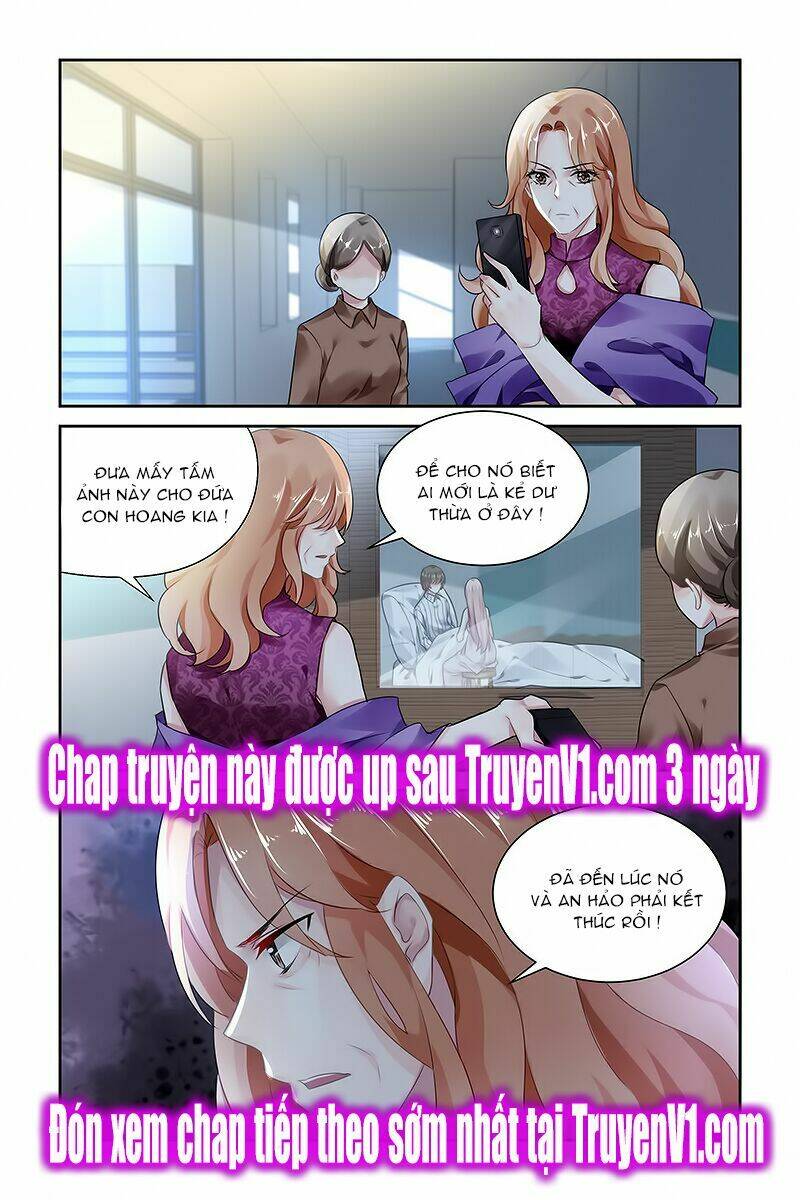 ĐƯA MẤY TẤM
ẢNH NÀY CHO ĐỨA
CON HOANG KIA !
ĐỂ CHO NÓ BIẾT
AI MỚI LÀ KẺ DƯ
THỪA Ở ĐÂY !
Chap truyện này được up sau TruyenV1.com 3 ngày
ĐÃ ĐẾN LÚC NÓ
VÀ AN HẢO PHẢI KẾT
THÚC RỒI !
Đón xem chap tiếp theo sớm nhất tại TruyenV1.com